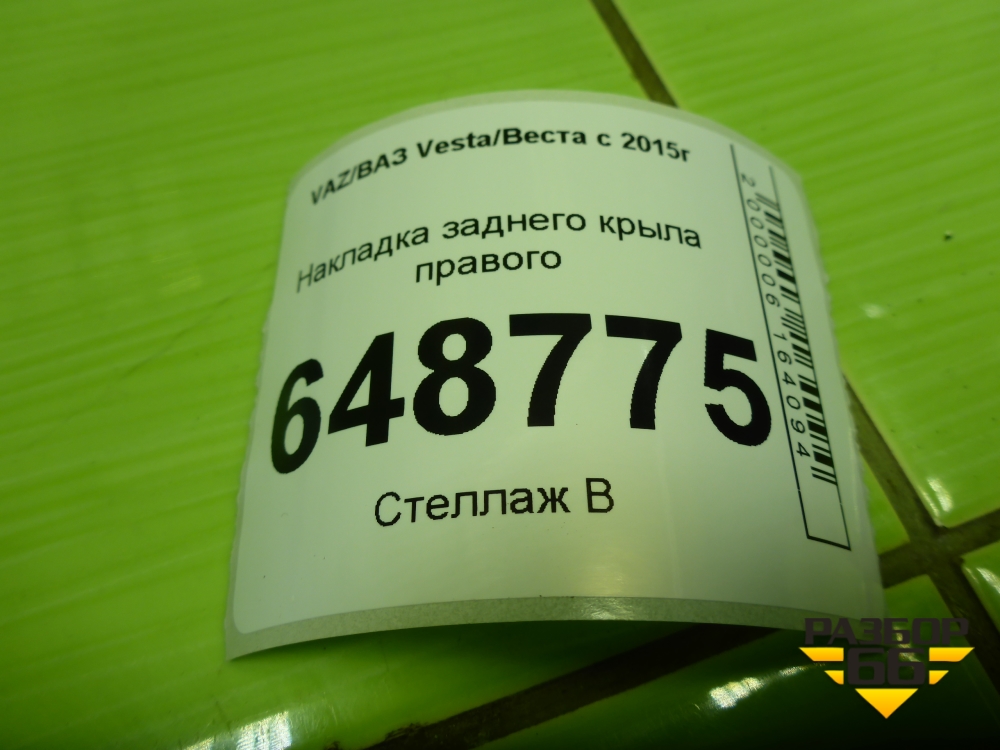 VAZ/ВАЗ Vesta/Веста с 2015г
Накладка заднего крыла
правого
648775
Стеллаж В
2000006164094
РАЗБОР
66